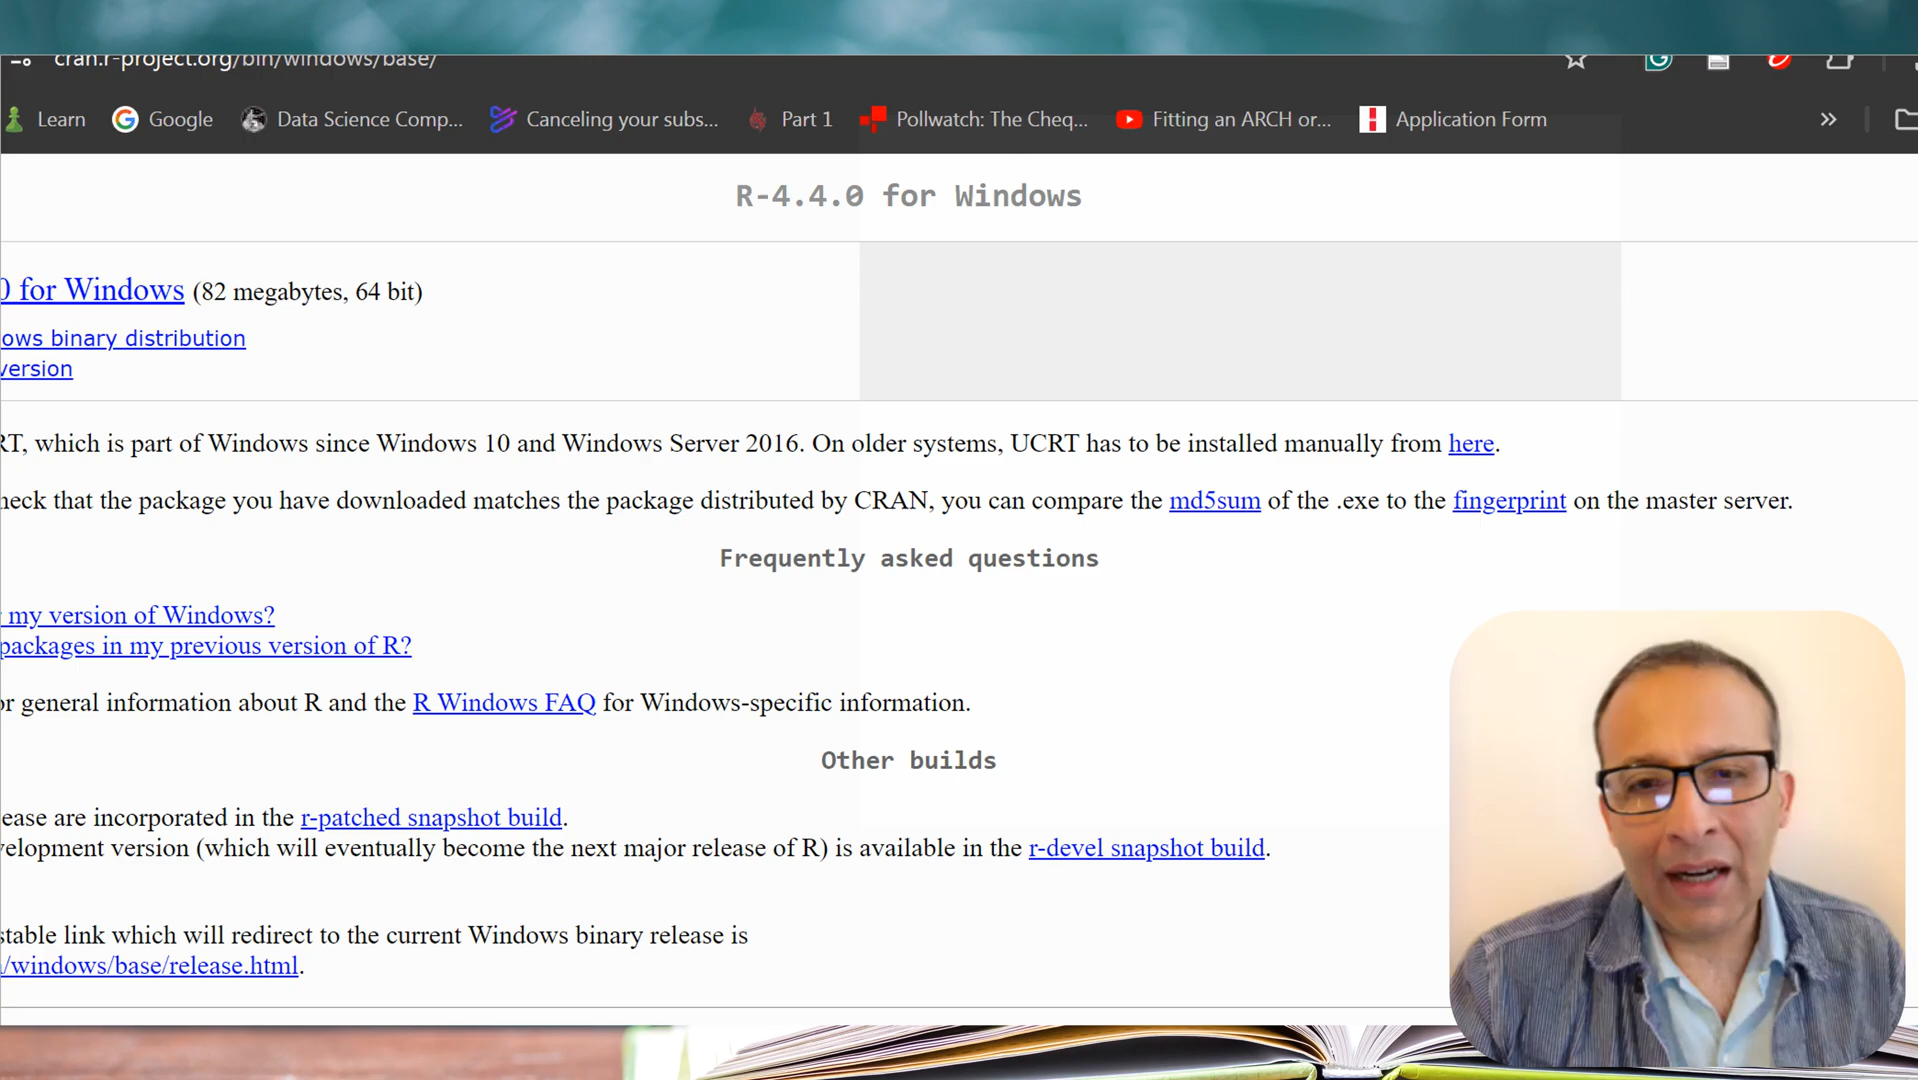 cran.r-project.org/bin/windows/base/
Learn Google Data Science Comp... Canceling your subs... Part 1 Pollwatch: The Cheq... Fitting an ARCH or... Application Form »
R-4.4.0 for Windows
0 for Windows (82 megabytes, 64 bit)
ows binary distribution
version
RT, which is part of Windows since Windows 10 and Windows Server 2016. On older systems, UCRT has to be installed manually from here.
heck that the package you have downloaded matches the package distributed by CRAN, you can compare the md5sum of the .exe to the fingerprint on the master server.
Frequently asked questions
my version of Windows?
packages in my previous version of R?
or general information about R and the R Windows FAQ for Windows-specific information.
Other builds
ease are incorporated in the r-patched snapshot build.
velopment version (which will eventually become the next major release of R) is available in the r-devel snapshot build.
stable link which will redirect to the current Windows binary release is
/windows/base/release.html.